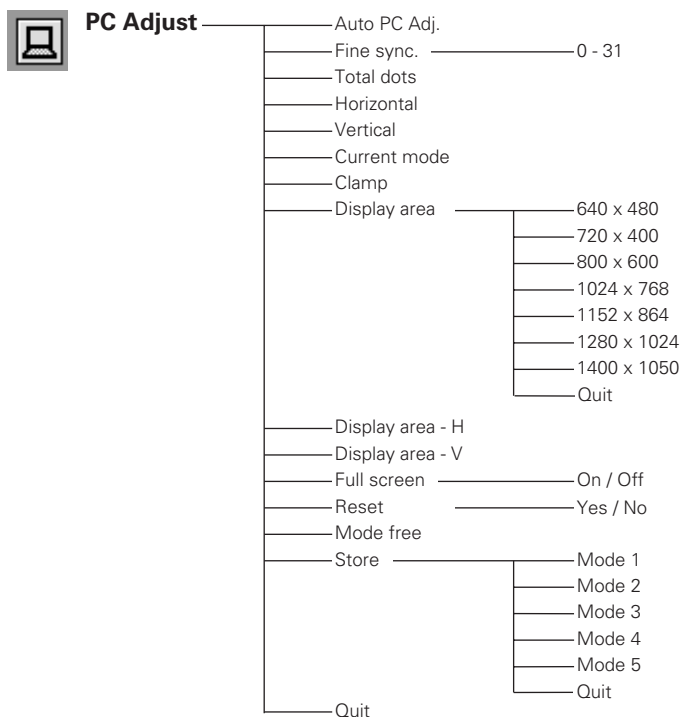 PC Adjust
Auto PC Adj.
Fine sync. 0 - 31
Total dots
Horizontal
Vertical
Current mode
Clamp
Display area 640 x 480
720 x 400
800 x 600
1024 x 768
1152 x 864
1280 x 1024
1400 x 1050
Quit
Display area - H
Display area - V
Full screen On / Off
Reset Yes / No
Mode free
Store Mode 1
Mode 2
Mode 3
Mode 4
Mode 5
Quit
Quit